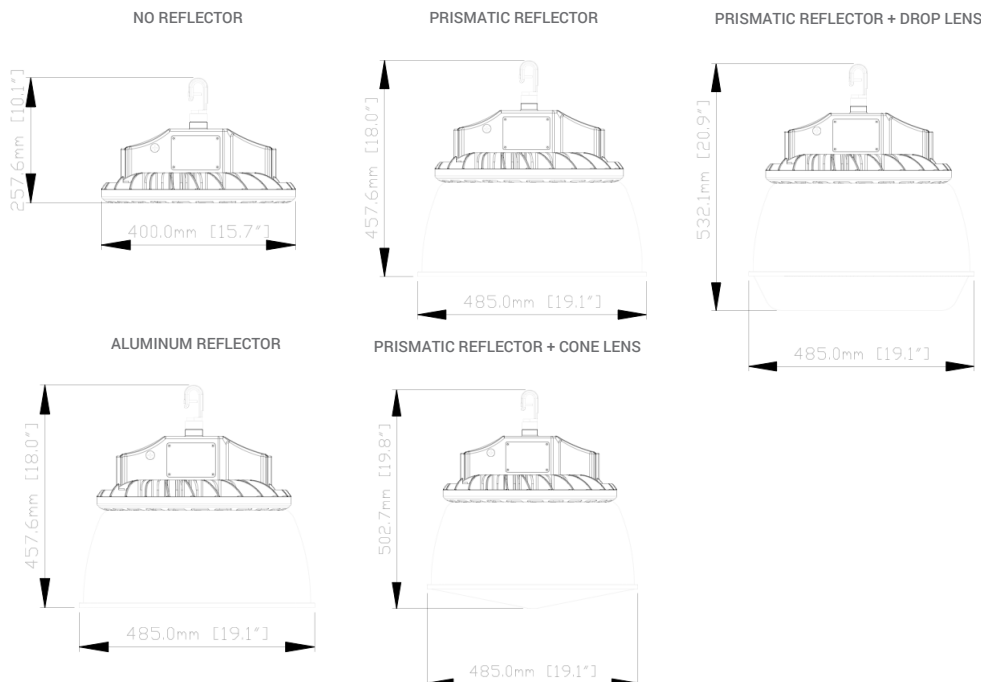 NO REFLECTOR
257.6mm [10.1"]
400.0mm [15.7"]
PRISMATIC REFLECTOR
457.6mm [18.0"]
485.0mm [19.1"]
PRISMATIC REFLECTOR + DROP LENS
532.1mm [20.9"]
485.0mm [19.1"]
ALUMINUM REFLECTOR
457.6mm [18.0"]
485.0mm [19.1"]
PRISMATIC REFLECTOR + CONE LENS
502.7mm [19.8"]
485.0mm [19.1"]